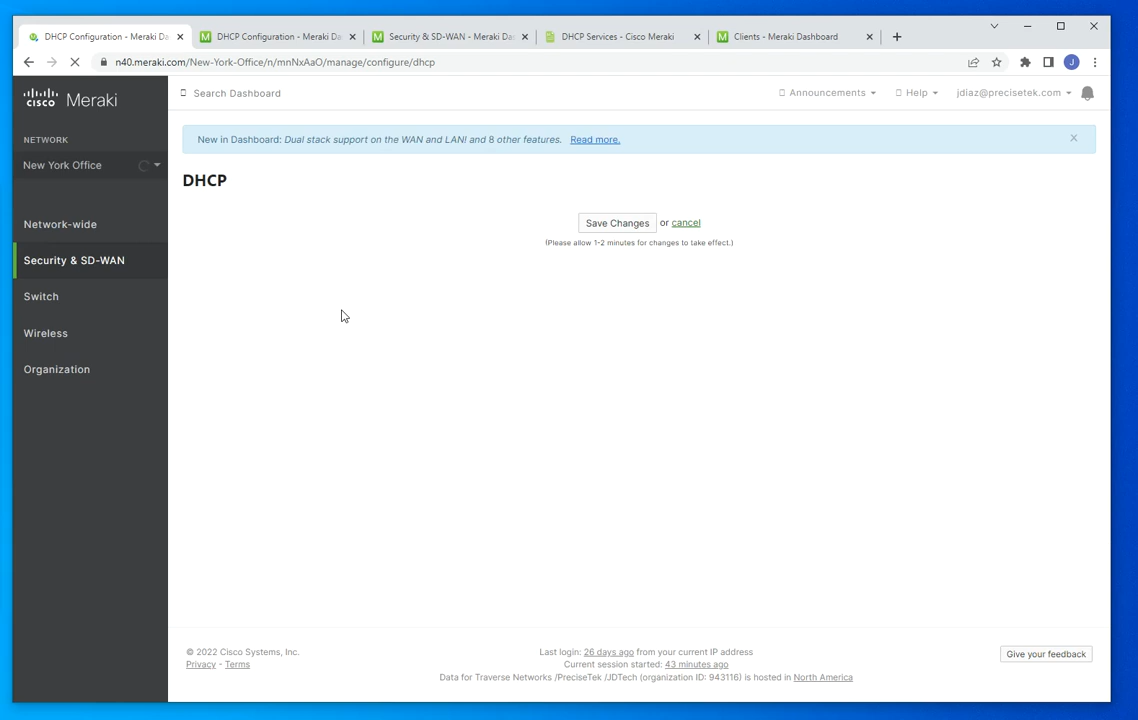 DHCP Configuration - Meraki Da
DHCP Configuration - Meraki Da
Security & SD-WAN - Meraki Das
DHCP Services - Cisco Meraki
Clients - Meraki Dashboard
n40.meraki.com/New-York-Office/n/mnNxAaO/manage/configure/dhcp
J
CISCO Meraki
Search Dashboard
Announcements
Help
jdiaz@precisetek.com
NETWORK
New York Office
Network-wide
Security & SD-WAN
Switch
Wireless
Organization
New in Dashboard: Dual stack support on the WAN and LAN! and 8 other features. Read more.
DHCP
Save Changes or cancel
(Please allow 1-2 minutes for changes to take effect.)
© 2022 Cisco Systems, Inc.
Privacy - Terms
Last login: 26 days ago from your current IP address
Current session started: 43 minutes ago
Data for Traverse Networks /PreciseTek /JDTech (organization ID: 943116) is hosted in North America
Give your feedback